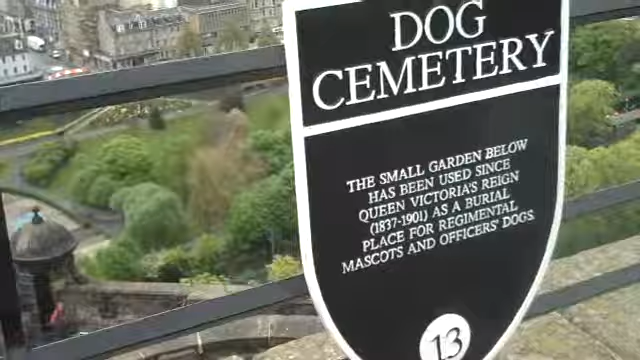 DOG
CEMETERY
THE SMALL GARDEN BELOW
HAS BEEN USED SINCE
QUEEN VICTORIA'S REIGN
(1837-1901) AS A BURIAL
PLACE FOR REGIMENTAL
MASCOTS AND OFFICERS' DOGS.
13